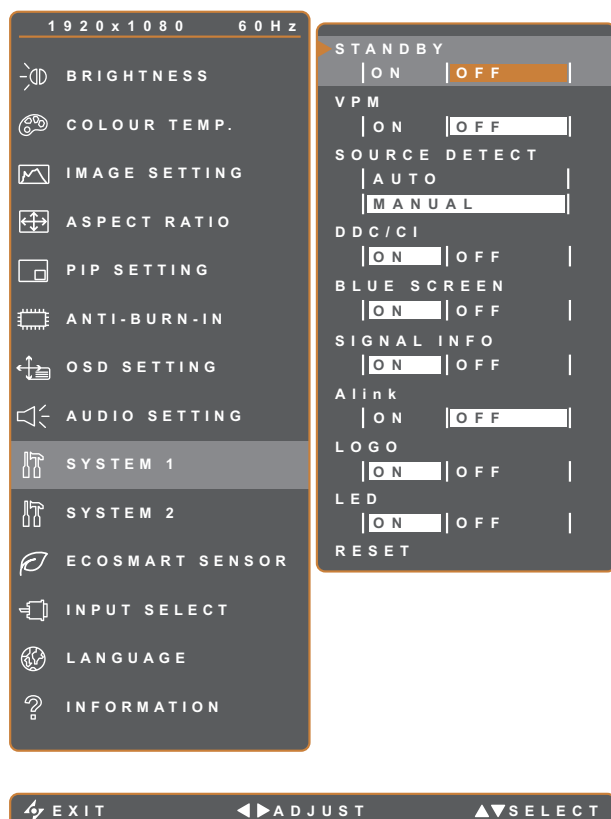 1920x1080 60Hz
BRIGHTNESS
COLOUR TEMP.
IMAGE SETTING
ASPECT RATIO
PIP SETTING
ANTI-BURN-IN
OSD SETTING
AUDIO SETTING
SYSTEM 1
SYSTEM 2
ECOSMART SENSOR
INPUT SELECT
LANGUAGE
INFORMATION
STANDBY
ON OFF
VPM
ON OFF
SOURCE DETECT
AUTO
MANUAL
DDC/CI
ON OFF
BLUE SCREEN
ON OFF
SIGNAL INFO
ON OFF
Alink
ON OFF
LOGO
ON OFF
LED
ON OFF
RESET
EXIT ADJUST SELECT